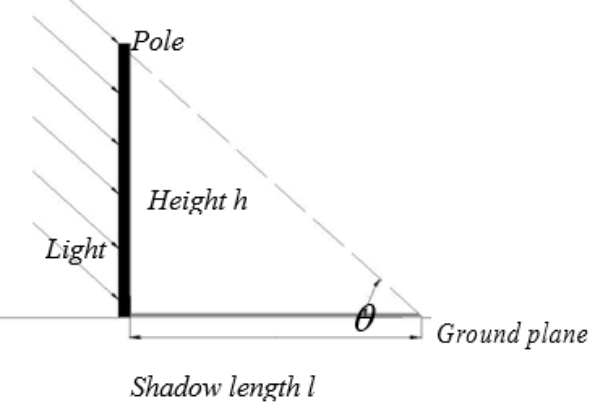 Pole
Height h
Light
θ
Ground plane
Shadow length l